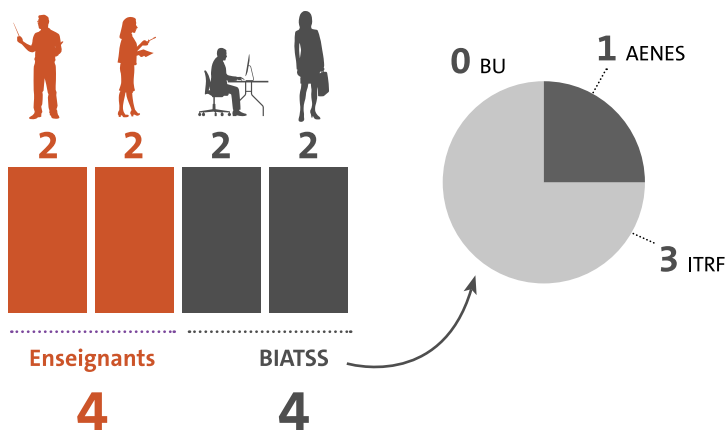 2 2 2 2
Enseignants BIATSS
4 4
0 BU
1 AENES
3 ITRF